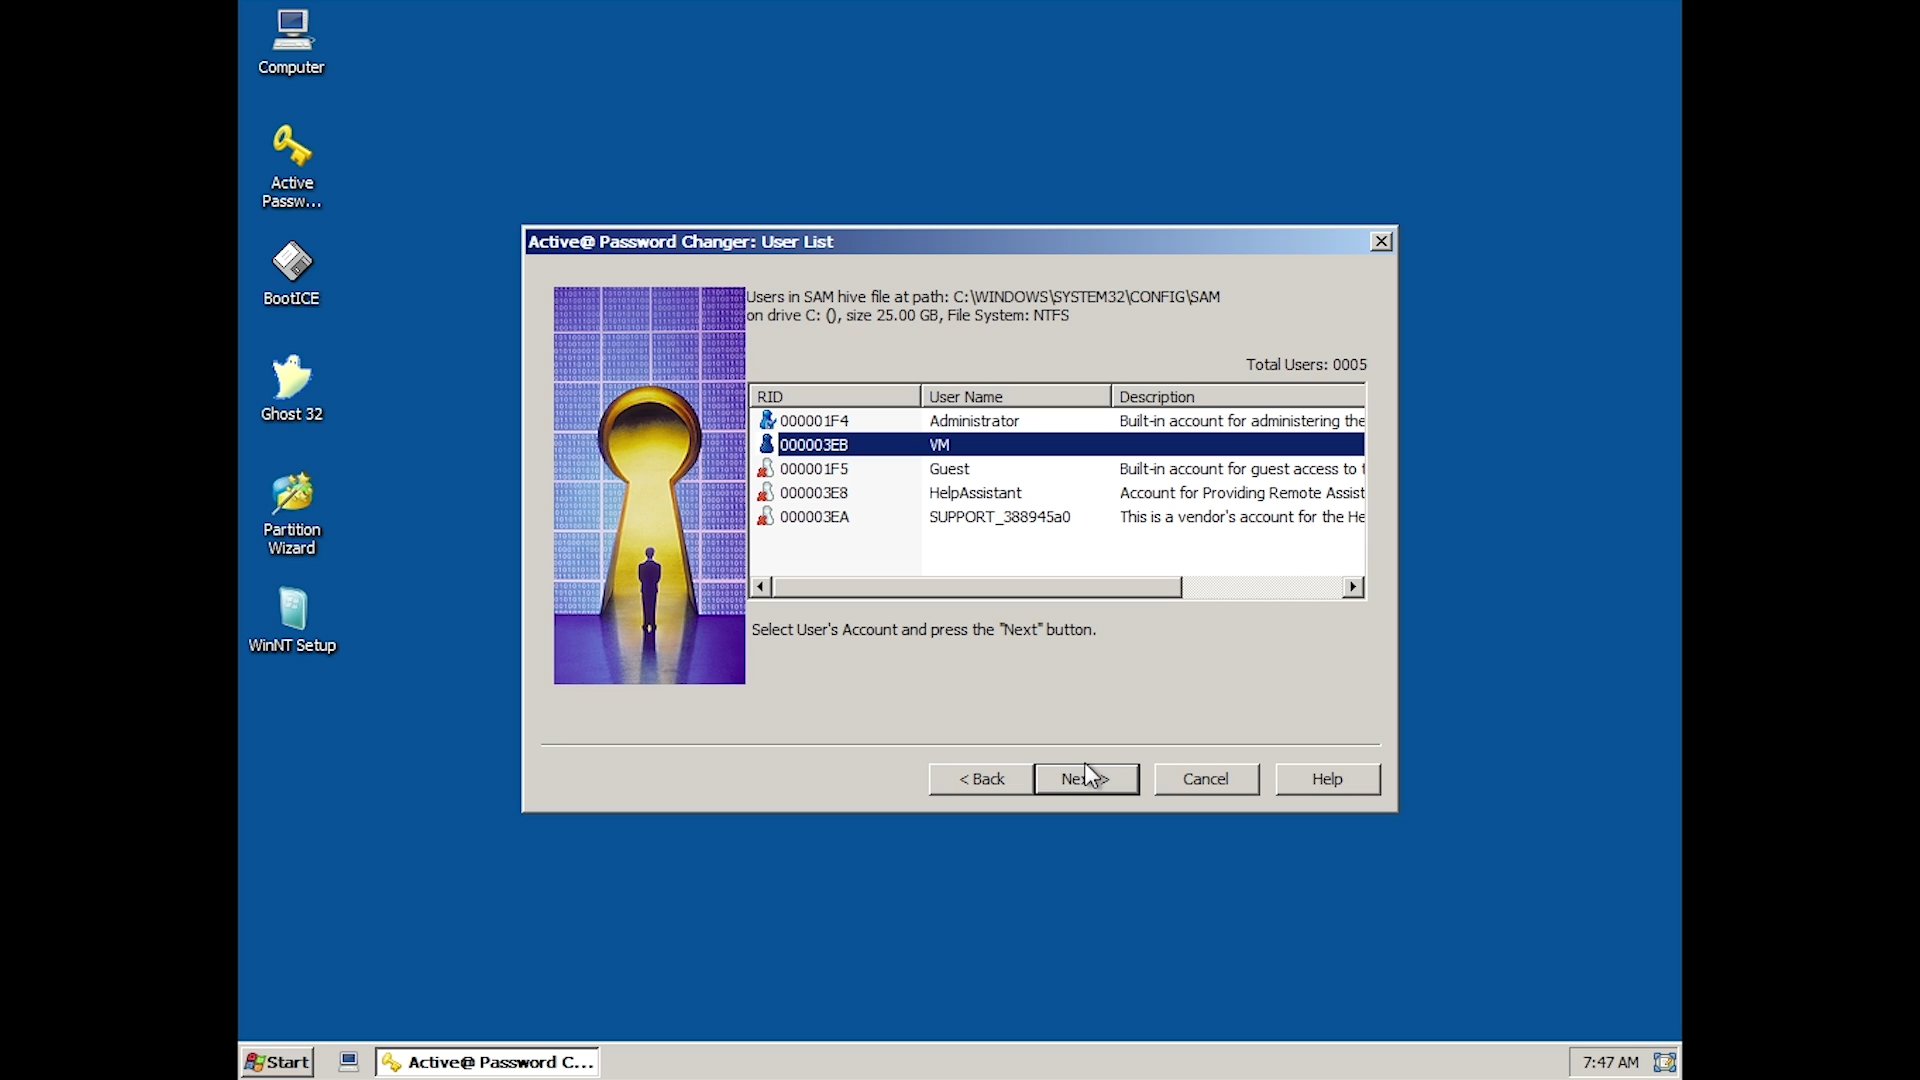 Computer
Active
Passw...
BootICE
Ghost 32
Partition
Wizard
WinNT Setup
Active@ Password Changer: User List
Users in SAM hive file at path: C:\WINDOWS\SYSTEM32\CONFIG\SAM
on drive C: (), size 25.00 GB, File System: NTFS
Total Users: 0005
RID User Name Description
000001F4 Administrator Built-in account for administering the
000003EB VM
000001F5 Guest Built-in account for guest access to t
000003E8 HelpAssistant Account for Providing Remote Assist
000003EA SUPPORT_388945a0 This is a vendor's account for the He
Select User's Account and press the "Next" button.
< Back Next > Cancel Help
Start Active@ Password C... 7:47 AM